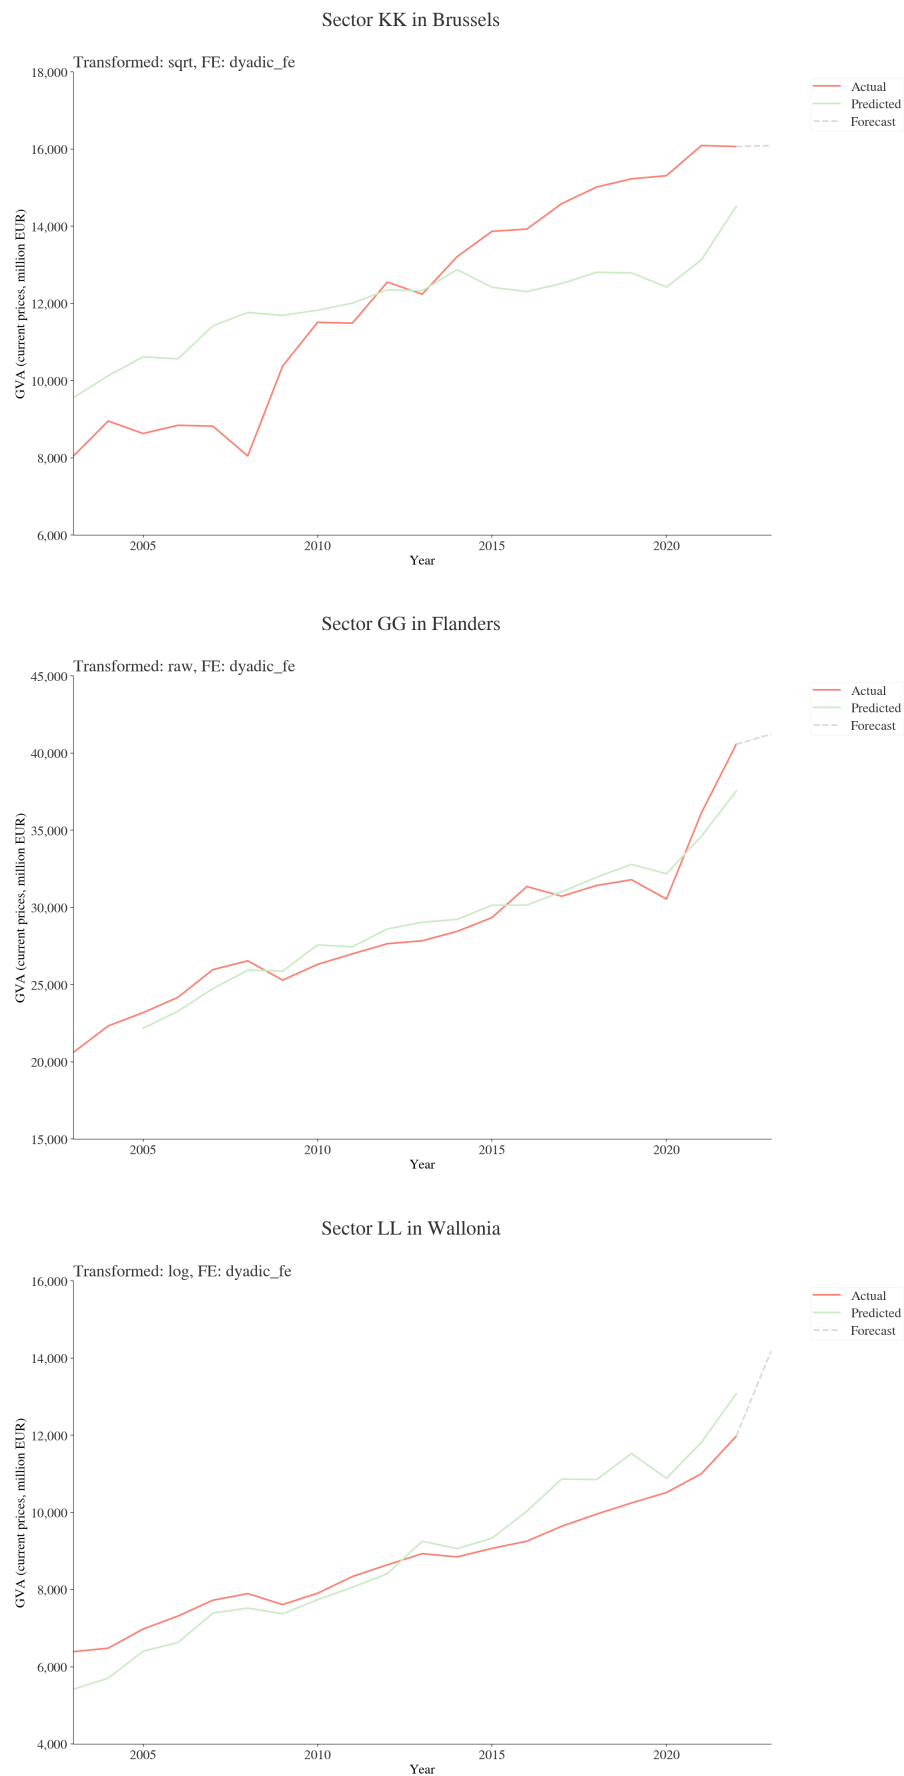 Sector KK in Brussels
Transformed: sqrt, FE: dyadic_fe
18,000
16,000
14,000
12,000
10,000
8,000
6,000
GVA (current prices, million EUR)
2005
2010
2015
2020
Year
Actual
Predicted
Forecast
Sector GG in Flanders
Transformed: raw, FE: dyadic_fe
45,000
40,000
35,000
30,000
25,000
20,000
15,000
GVA (current prices, million EUR)
2005
2010
2015
2020
Year
Actual
Predicted
Forecast
Sector LL in Wallonia
Transformed: log, FE: dyadic_fe
16,000
14,000
12,000
10,000
8,000
6,000
4,000
GVA (current prices, million EUR)
2005
2010
2015
2020
Year
Actual
Predicted
Forecast